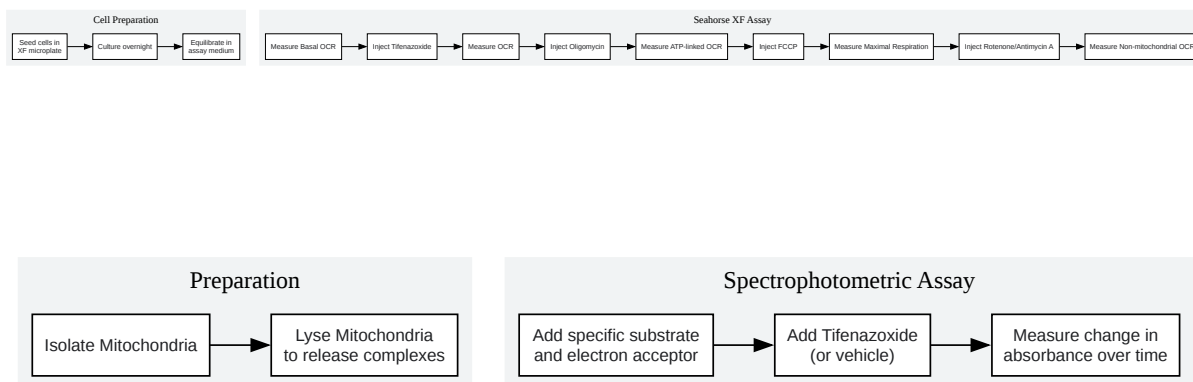 Cell Preparation
Seed cells in
XF microplate
Culture overnight
Equilibrate in
assay medium
Seahorse XF Assay
Measure Basal OCR
Inject Tifenazoxide
Measure OCR
Inject Oligomycin
Measure ATP-linked OCR
Inject FCCP
Measure Maximal Respiration
Inject Rotenone/Antimycin A
Measure Non-mitochondrial OCR
Preparation
Isolate Mitochondria
Lyse Mitochondria
to release complexes
Spectrophotometric Assay
Add specific substrate
and electron acceptor
Add Tifenazoxide
(or vehicle)
Measure change in
absorbance over time